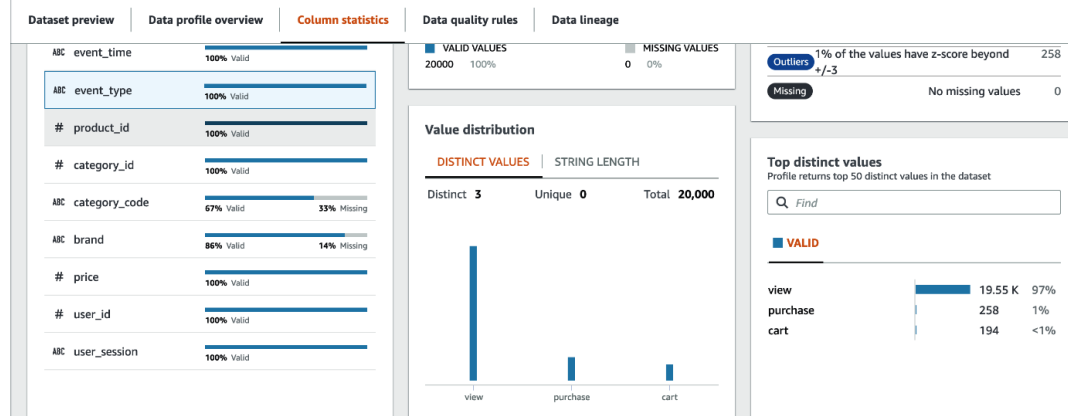 Dataset preview
Data profile overview
Column statistics
Data quality rules
Data lineage
ABC event_time
100% Valid
ABC event_type
100% Valid
# product_id
100% Valid
# category_id
100% Valid
ABC category_code
67% Valid 33% Missing
ABC brand
86% Valid 14% Missing
# price
100% Valid
# user_id
100% Valid
ABC user_session
100% Valid
VALID VALUES MISSING VALUES
20000 100% 0 0%
Value distribution
DISTINCT VALUES STRING LENGTH
Distinct 3 Unique 0 Total 20,000
view purchase cart
Outliers 1% of the values have z-score beyond 258
+/-3
Missing No missing values 0
Top distinct values
Profile returns top 50 distinct values in the dataset
Find
VALID
view 19.55 K 97%
purchase 258 1%
cart 194 <1%